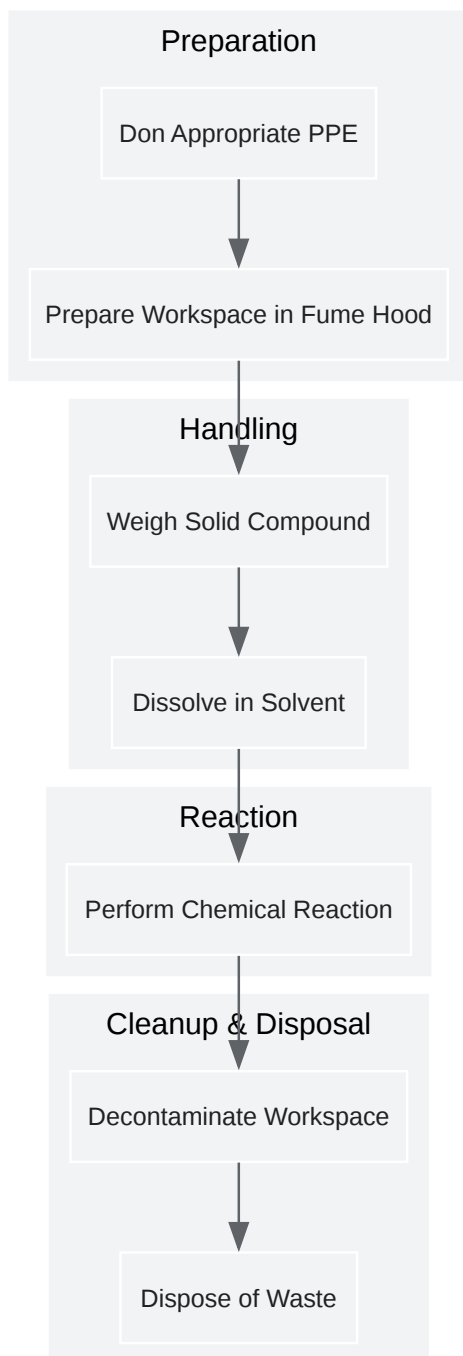 Preparation
Don Appropriate PPE
Prepare Workspace in Fume Hood
Handling
Weigh Solid Compound
Dissolve in Solvent
Reaction
Perform Chemical Reaction
Cleanup & Disposal
Decontaminate Workspace
Dispose of Waste